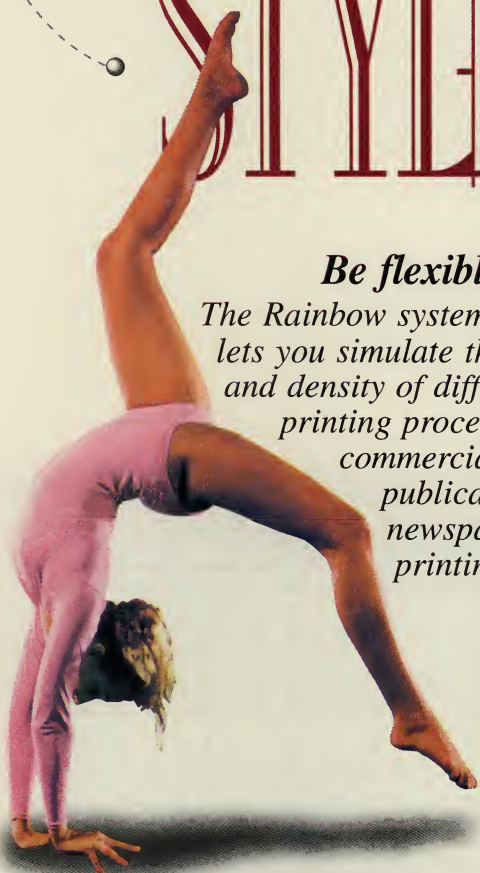 STYLE
Be flexibl
The Rainbow system
lets you simulate th
and density of diff
printing proce
commercia
publica
newspa
printin